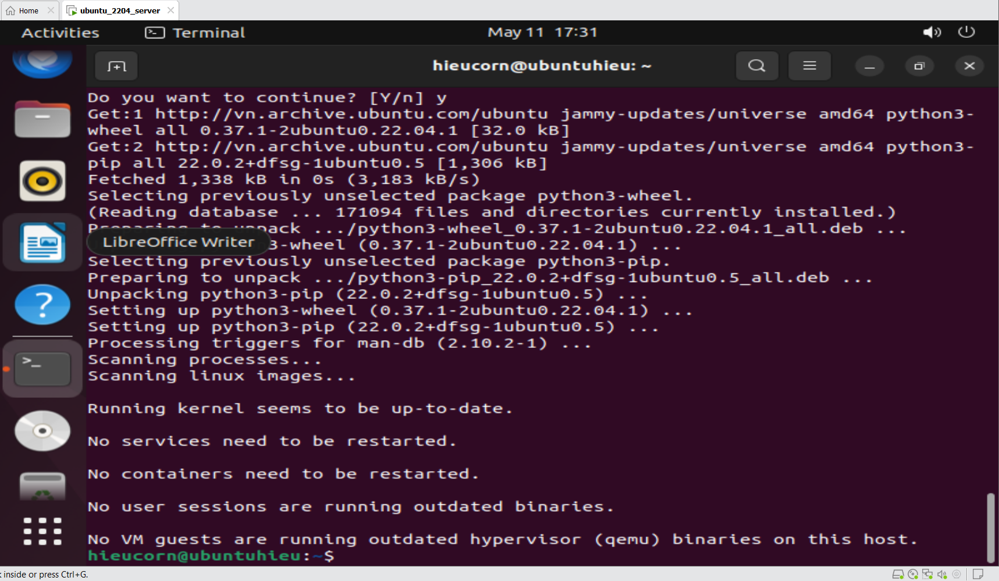 Home
ubuntu_2204_server
Activities
Terminal
May 11 17:31
hieucorn@ubuntuhieu: ~
Do you want to continue? [Y/n] y
Get:1 http://vn.archive.ubuntu.com/ubuntu jammy-updates/universe amd64 python3-
wheel all 0.37.1-2ubuntu0.22.04.1 [32.0 kB]
Get:2 http://vn.archive.ubuntu.com/ubuntu jammy-updates/universe amd64 python3-
pip all 22.0.2+dfsg-1ubuntu0.5 [1,306 kB]
Fetched 1,338 kB in 0s (3,183 kB/s)
Selecting previously unselected package python3-wheel.
(Reading database ... 171094 files and directories currently installed.)
Preparing to unpack .../python3-wheel_0.37.1-2ubuntu0.22.04.1_all.deb ...
LibreOffice Writer
3-wheel (0.37.1-2ubuntu0.22.04.1) ...
Selecting previously unselected package python3-pip.
Preparing to unpack .../python3-pip_22.0.2+dfsg-1ubuntu0.5_all.deb ...
Unpacking python3-pip (22.0.2+dfsg-1ubuntu0.5) ...
Setting up python3-wheel (0.37.1-2ubuntu0.22.04.1) ...
Setting up python3-pip (22.0.2+dfsg-1ubuntu0.5) ...
Processing triggers for man-db (2.10.2-1) ...
Scanning processes...
Scanning linux images...
Running kernel seems to be up-to-date.
No services need to be restarted.
No containers need to be restarted.
No user sessions are running outdated binaries.
No VM guests are running outdated hypervisor (qemu) binaries on this host.
hieucorn@ubuntuhieu:~$
inside or press Ctrl+G.